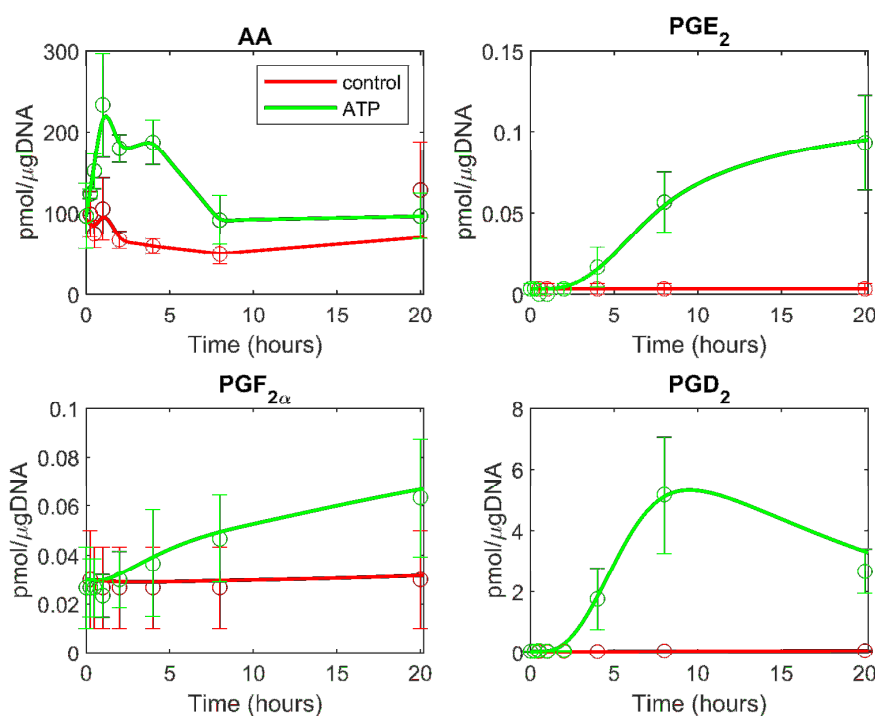 AA
300
200
100
0
pmol/μgDNA
control
ATP
0 5 10 15 20
Time (hours)
PGE2
0.15
0.1
0.05
0
pmol/μgDNA
0 5 10 15 20
Time (hours)
PGF2α
0.1
0.08
0.06
0.04
0.02
0
pmol/μgDNA
0 5 10 15 20
Time (hours)
PGD2
8
6
4
2
0
pmol/μgDNA
0 5 10 15 20
Time (hours)